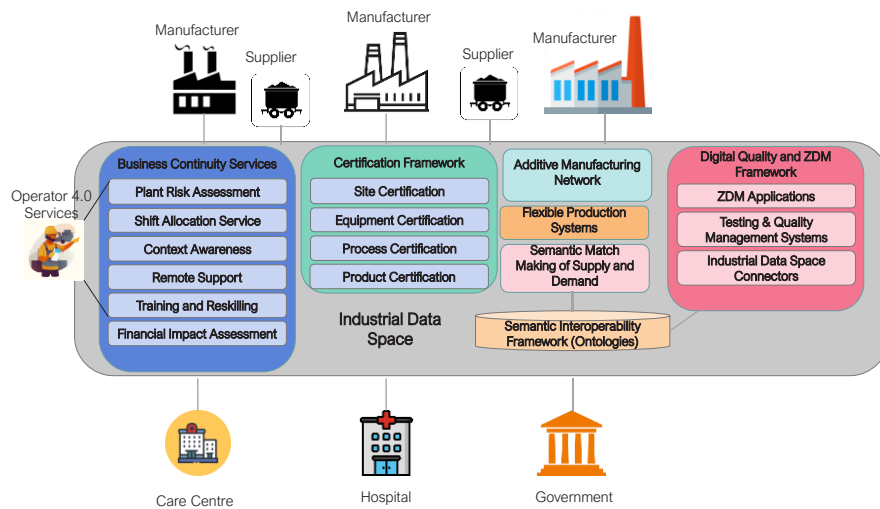 Manufacturer
Supplier
Manufacturer
Supplier
Manufacturer
Operator 4.0
Services
Business Continuity Services
Plant Risk Assessment
Shift Allocation Service
Context Awareness
Remote Support
Training and Reskilling
Financial Impact Assessment
Certification Framework
Site Certification
Equipment Certification
Process Certification
Product Certification
Industrial Data
Space
Additive Manufacturing
Network
Flexible Production
Systems
Semantic Match
Making of Supply and
Demand
Semantic Interoperability
Framework (Ontologies)
Digital Quality and ZDM
Framework
ZDM Applications
Testing & Quality
Management Systems
Industrial Data Space
Connectors
Care Centre
Hospital
Government